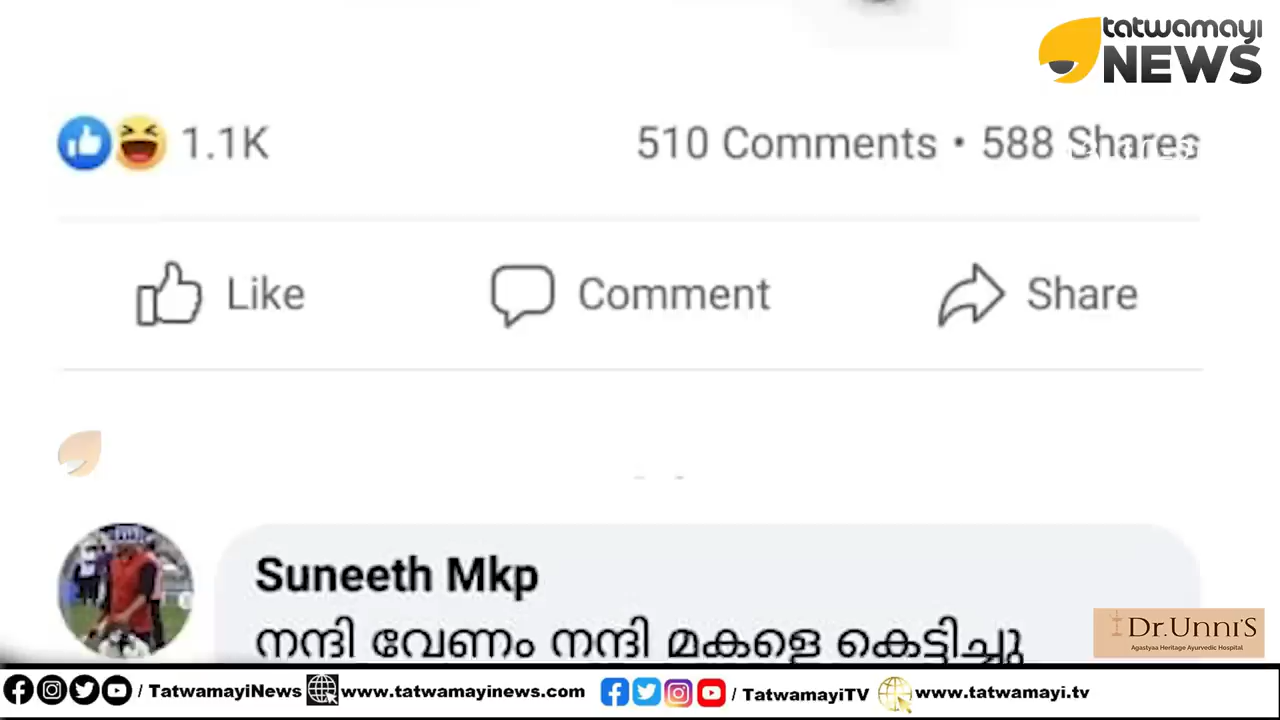 tatwamayi
NEWS
1.1K
510 Comments • 588 Shares
Like
Comment
Share
Suneeth Mkp
നന്ദി വേണം നന്ദി മകളെ കെട്ടിച്ചു
Dr.Unni'S
Agastyaa Heritage Ayurvedic Hospital
/ TatwamayiNews www.tatwamayinews.com / TatwamayiTV www.tatwamayi.tv